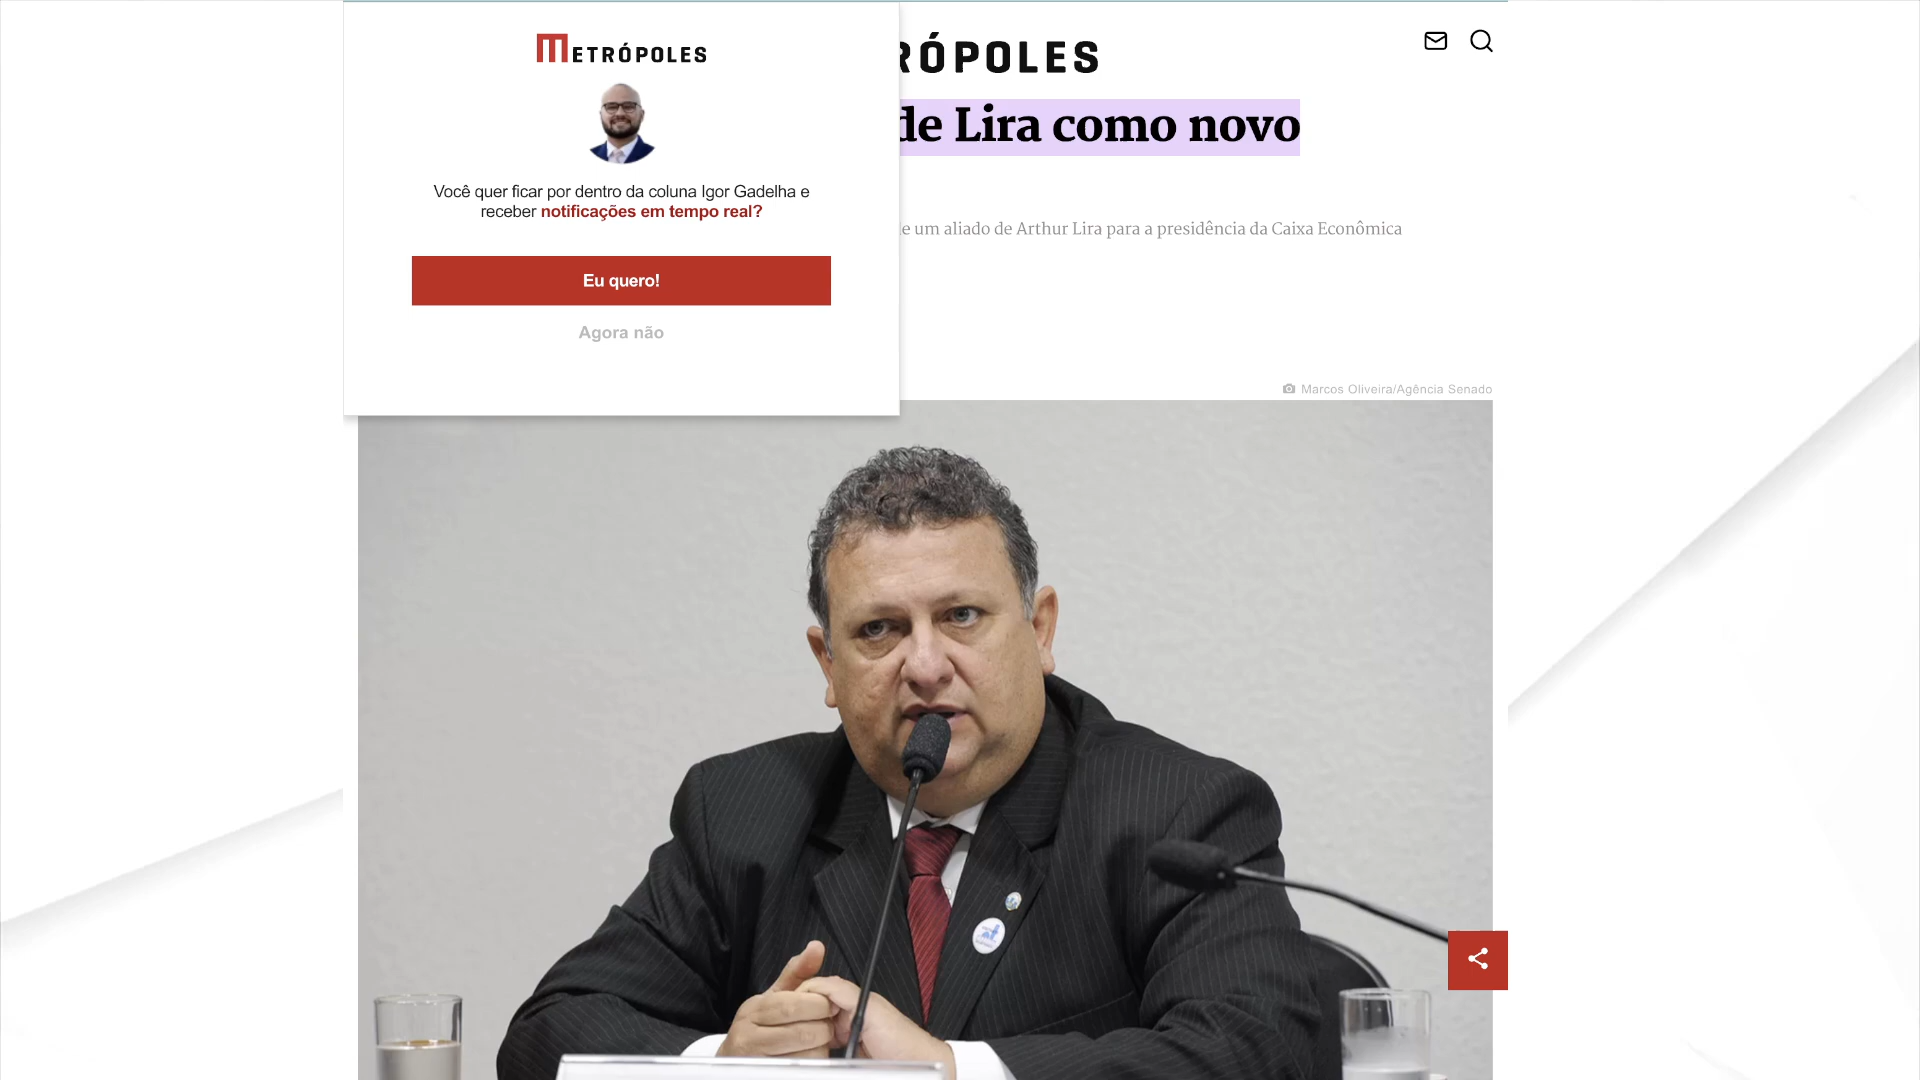 METRÓPOLES
Você quer ficar por dentro da coluna Igor Gadelha e
receber notificações em tempo real?
Eu quero!
Agora não
RÓPOLES
de Lira como novo
e um aliado de Arthur Lira para a presidência da Caixa Econômica
Marcos Oliveira/Agência Senado